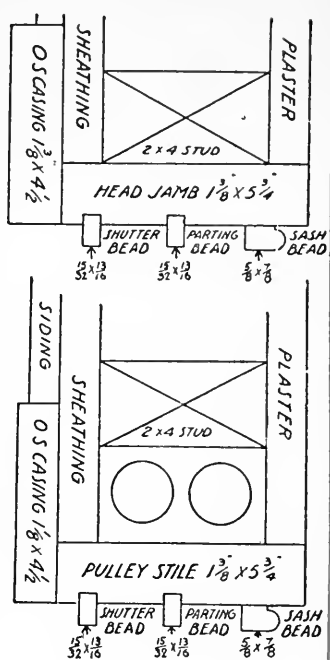 OS CASING 1 3/8" x 4 1/2
SHEATHING
PLASTER
2 x 4 STUD
HEAD JAMB 1 3/8" x 5 3/4"
SHUTTER
BEAD
PARTING
BEAD
SASH
BEAD
15/32 x 13/16
15/32 x 13/16
5/8 x 7/8
SIDING
SHEATHING
PLASTER
2 x 4 STUD
OS CASING 1 1/8" x 4 1/2
PULLEY STILE 1 3/8" x 5 3/4"
SHUTTER
BEAD
PARTING
BEAD
SASH
BEAD
15/32 x 13/16
15/32 x 13/16
5/8 x 7/8